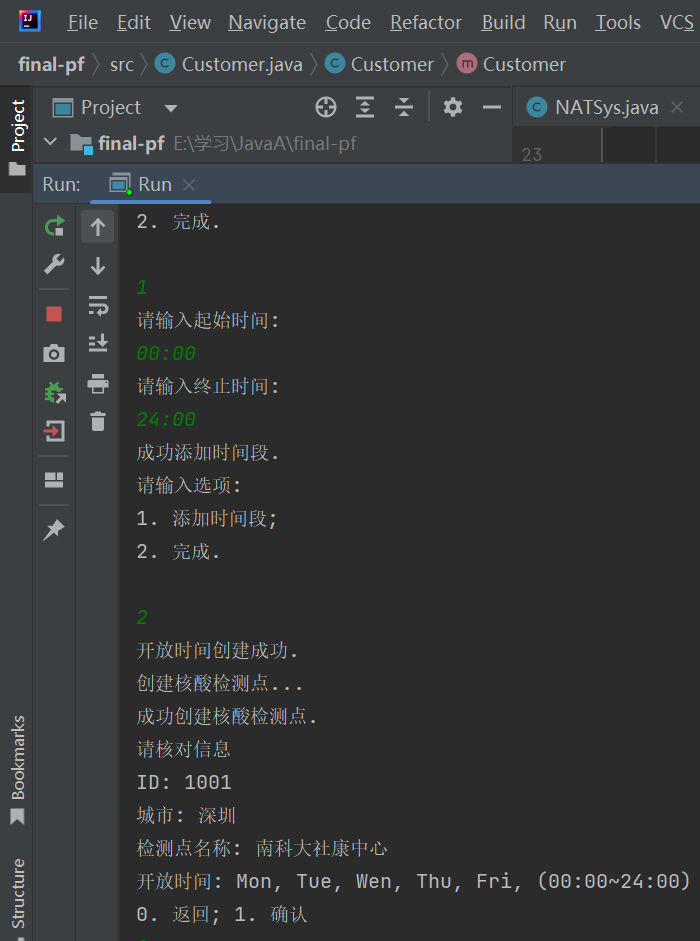 File Edit View Navigate Code Refactor Build Run Tools VCS
final-pf src Customer.java Customer Customer
Project
Project
NATSys.java
final-pf E:\学习\JavaA\final-pf
23
Run: Run
2. 完成.
1
请输入起始时间:
00:00
请输入终止时间:
24:00
成功添加时间段.
请输入选项:
1. 添加时间段;
2. 完成.
2
开放时间创建成功.
创建核酸检测点...
成功创建核酸检测点.
请核对信息
ID: 1001
城市: 深圳
检测点名称: 南科大社康中心
开放时间: Mon, Tue, Wen, Thu, Fri, (00:00~24:00)
0. 返回; 1. 确认
Bookmarks
Structure